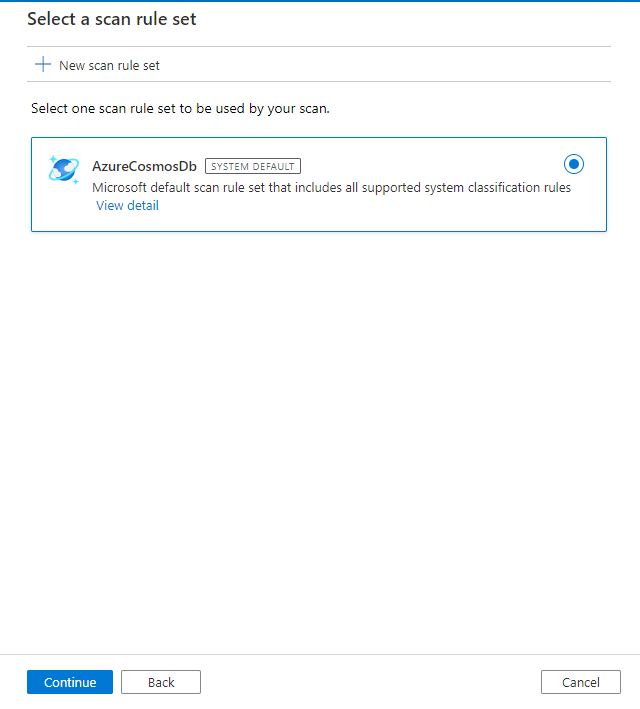 Select a scan rule set
New scan rule set
Select one scan rule set to be used by your scan.
AzureCosmosDb SYSTEM DEFAULT
Microsoft default scan rule set that includes all supported system classification rules
View detail
Continue Back Cancel